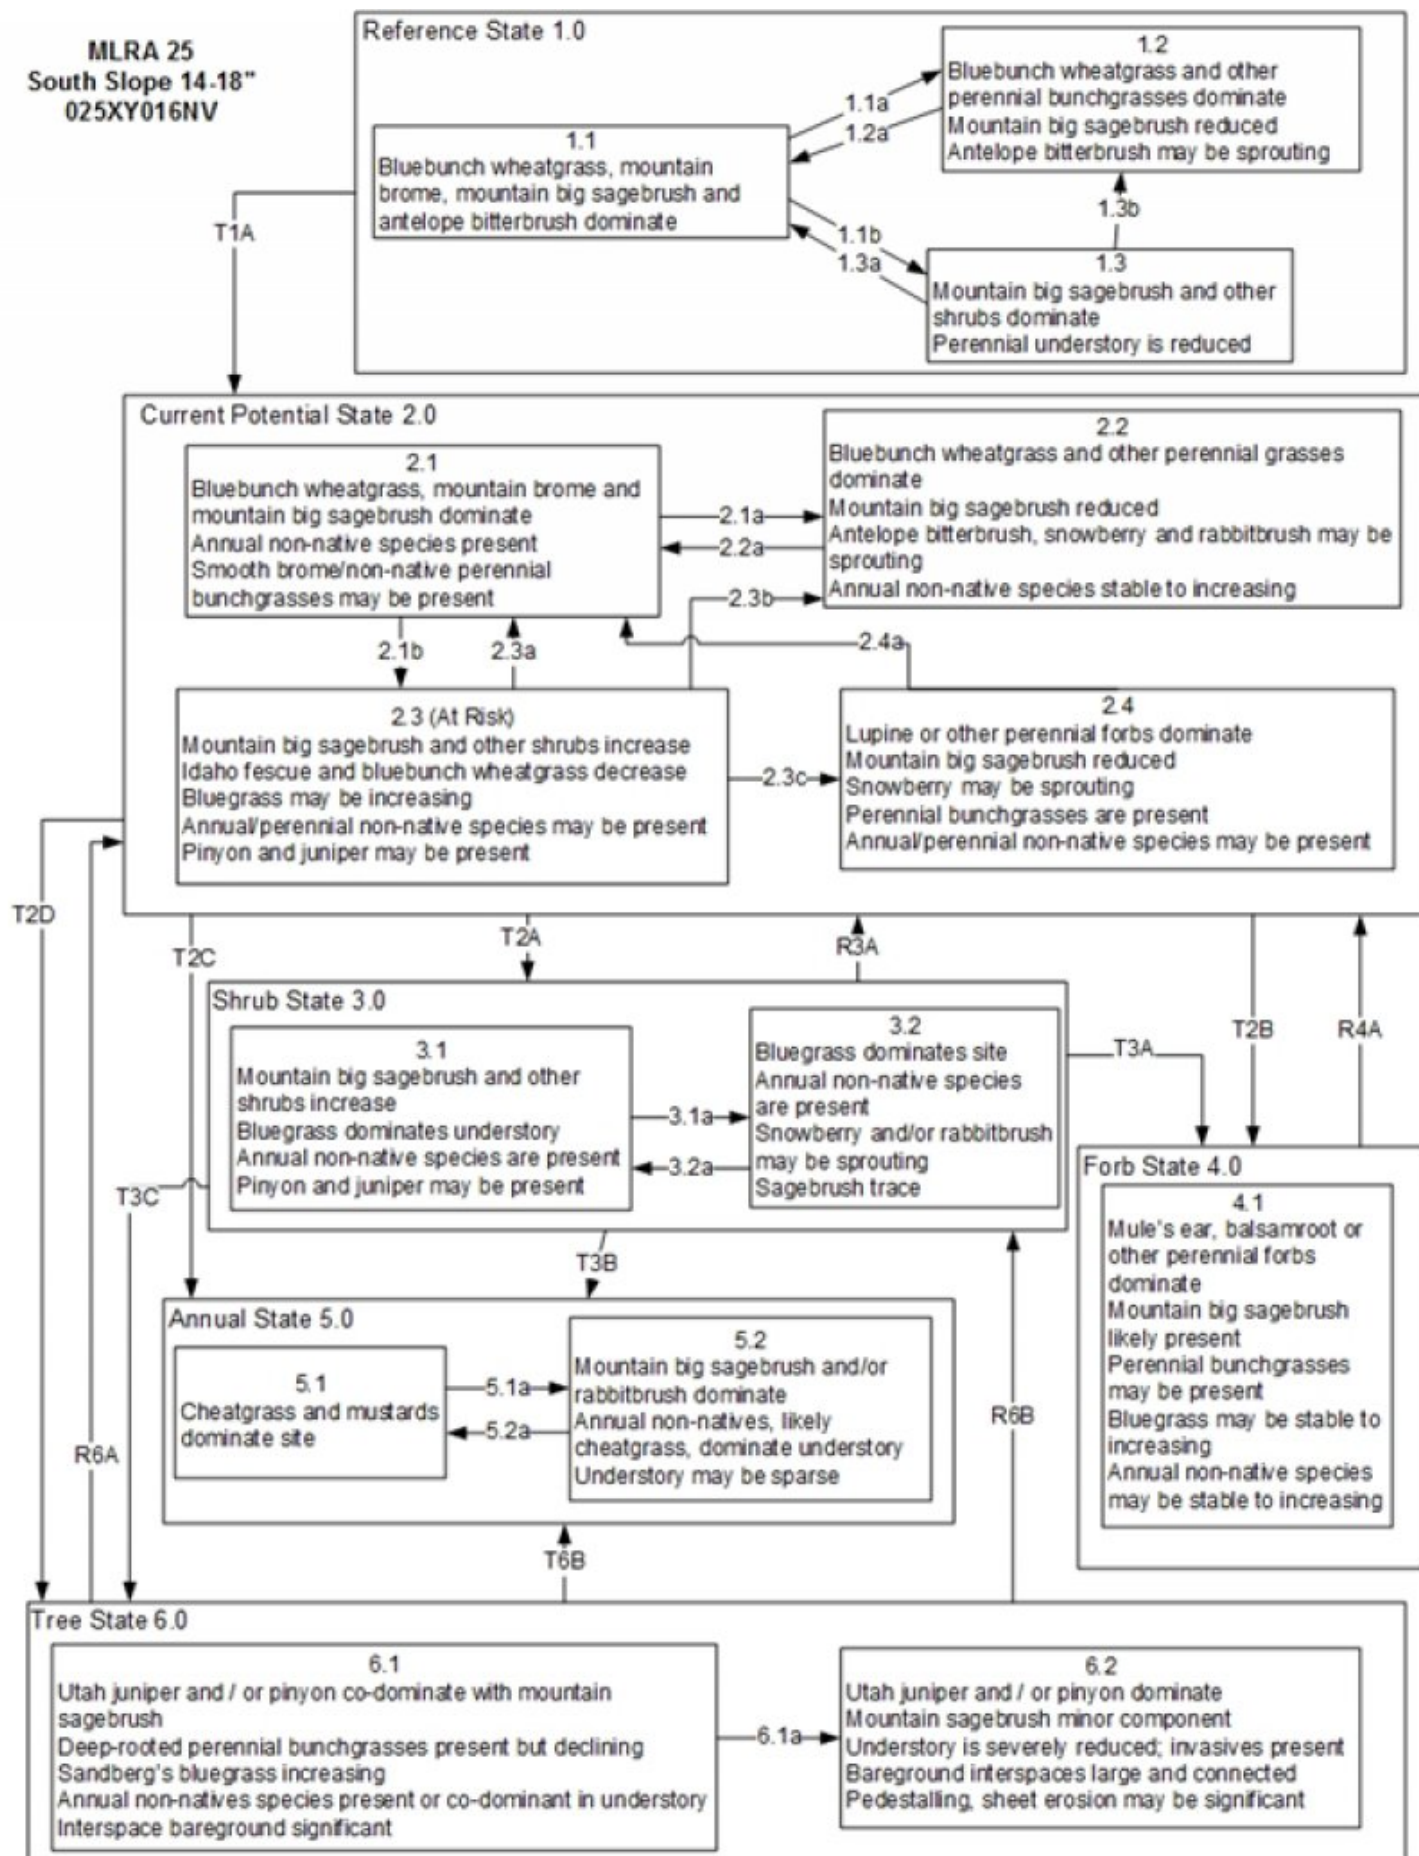 MLRA 25
South Slope 14-18"
025XY016NV
Reference State 1.0
1.1
Bluebunch wheatgrass, mountain
brome, mountain big sagebrush and
antelope bitterbrush dominate
1.1a
1.2a
1.2
Bluebunch wheatgrass and other
perennial bunchgrasses dominate
Mountain big sagebrush reduced
Antelope bitterbrush may be sprouting
1.3b
1.1b
1.3a
1.3
Mountain big sagebrush and other
shrubs dominate
Perennial understory is reduced
T1A
Current Potential State 2.0
2.1
Bluebunch wheatgrass, mountain brome and
mountain big sagebrush dominate
Annual non-native species present
Smooth brome/non-native perennial
bunchgrasses may be present
2.1a
2.2a
2.3b
2.2
Bluebunch wheatgrass and other perennial grasses
dominate
Mountain big sagebrush reduced
Antelope bitterbrush, snowberry and rabbitbrush may be
sprouting
Annual non-native species stable to increasing
2.1b
2.3a
2.4a
2.3 (At Risk)
Mountain big sagebrush and other shrubs increase
Idaho fescue and bluebunch wheatgrass decrease
Bluegrass may be increasing
Annual/perennial non-native species may be present
Pinyon and juniper may be present
2.3c
2.4
Lupine or other perennial forbs dominate
Mountain big sagebrush reduced
Snowberry may be sprouting
Perennial bunchgrasses are present
Annual/perennial non-native species may be present
T2D
T2C
T2A
R3A
T2B
R4A
Shrub State 3.0
3.1
Mountain big sagebrush and other
shrubs increase
Bluegrass dominates understory
Annual non-native species are present
Pinyon and juniper may be present
3.1a
3.2a
3.2
Bluegrass dominates site
Annual non-native species
are present
Snowberry and/or rabbitbrush
may be sprouting
Sagebrush trace
T3A
T3C
T3B
Forb State 4.0
4.1
Mule's ear, balsamroot or
other perennial forbs
dominate
Mountain big sagebrush
likely present
Perennial bunchgrasses
may be present
Bluegrass may be stable to
increasing
Annual non-native species
may be stable to increasing
Annual State 5.0
5.1
Cheatgrass and mustards
dominate site
5.1a
5.2a
5.2
Mountain big sagebrush and/or
rabbitbrush dominate
Annual non-natives, likely
cheatgrass, dominate understory
Understory may be sparse
R6A
R6B
T6B
Tree State 6.0
6.1
Utah juniper and / or pinyon co-dominate with mountain
sagebrush
Deep-rooted perennial bunchgrasses present but declining
Sandberg's bluegrass increasing
Annual non-natives species present or co-dominant in understory
Interspace bareground significant
6.1a
6.2
Utah juniper and / or pinyon dominate
Mountain sagebrush minor component
Understory is severely reduced; invasives present
Bareground interspaces large and connected
Pedestalling, sheet erosion may be significant